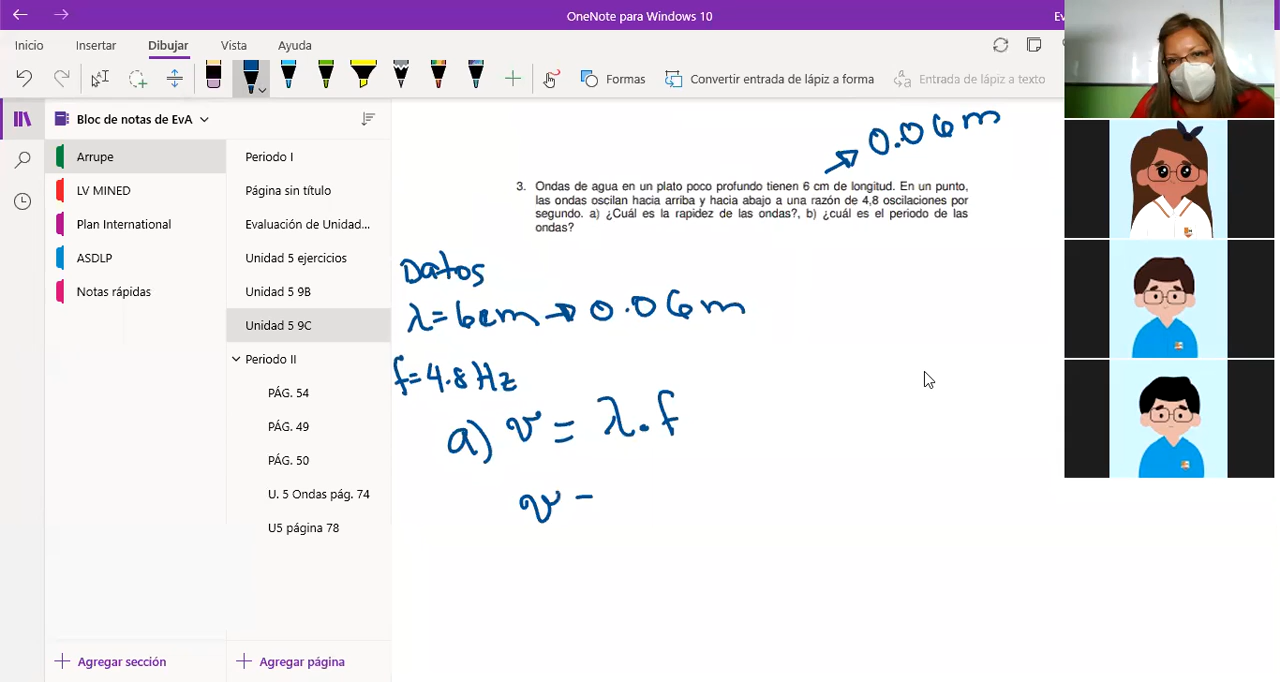 OneNote para Windows 10
Ev
Inicio Insertar Dibujar Vista Ayuda
Formas Convertir entrada de lápiz a forma Entrada de lápiz a texto
Bloc de notas de EvA
Arrupe
LV MINED
Plan International
ASDLP
Notas rápidas
Agregar sección
Periodo I
Página sin título
Evaluación de Unidad...
Unidad 5 ejercicios
Unidad 5 9B
Unidad 5 9C
Periodo II
PÁG. 54
PÁG. 49
PÁG. 50
U. 5 Ondas pág. 74
U5 página 78
Agregar página
→ 0.06m
3. Ondas de agua en un plato poco profundo tienen 6 cm de longitud. En un punto,
las ondas oscilan hacia arriba y hacia abajo a una razón de 4,8 oscilaciones por
segundo. a) ¿Cuál es la rapidez de las ondas?, b) ¿cuál es el periodo de las
ondas?
Datos
λ = 6cm → 0.06m
f = 4.8 Hz
a) v = λ . f
v -